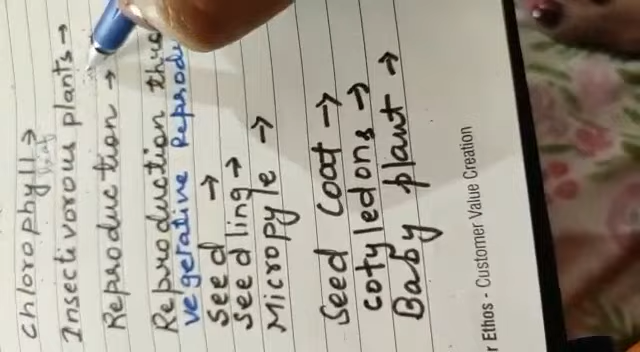 chlorophyll →
Insectivorous plants →
Reproduction →
Reproduction
vegetative Reprodu
seed →
seedling →
Micropyle →
seed coat →
cotyledons →
Baby plant →
r Ethos - Customer Value Creation